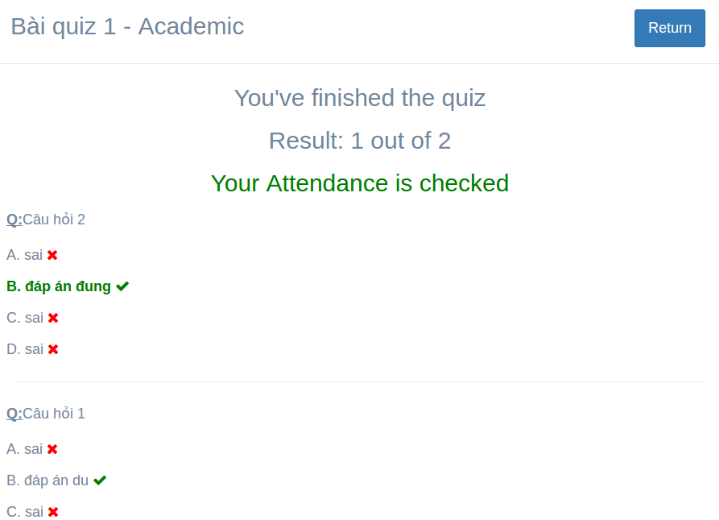 Bài quiz 1 - Academic
Return
You've finished the quiz
Result: 1 out of 2
Your Attendance is checked
Q:Câu hỏi 2
A. sai
B. đáp án đung
C. sai
D. sai
Q:Câu hỏi 1
A. sai
B. đáp án du
C. sai